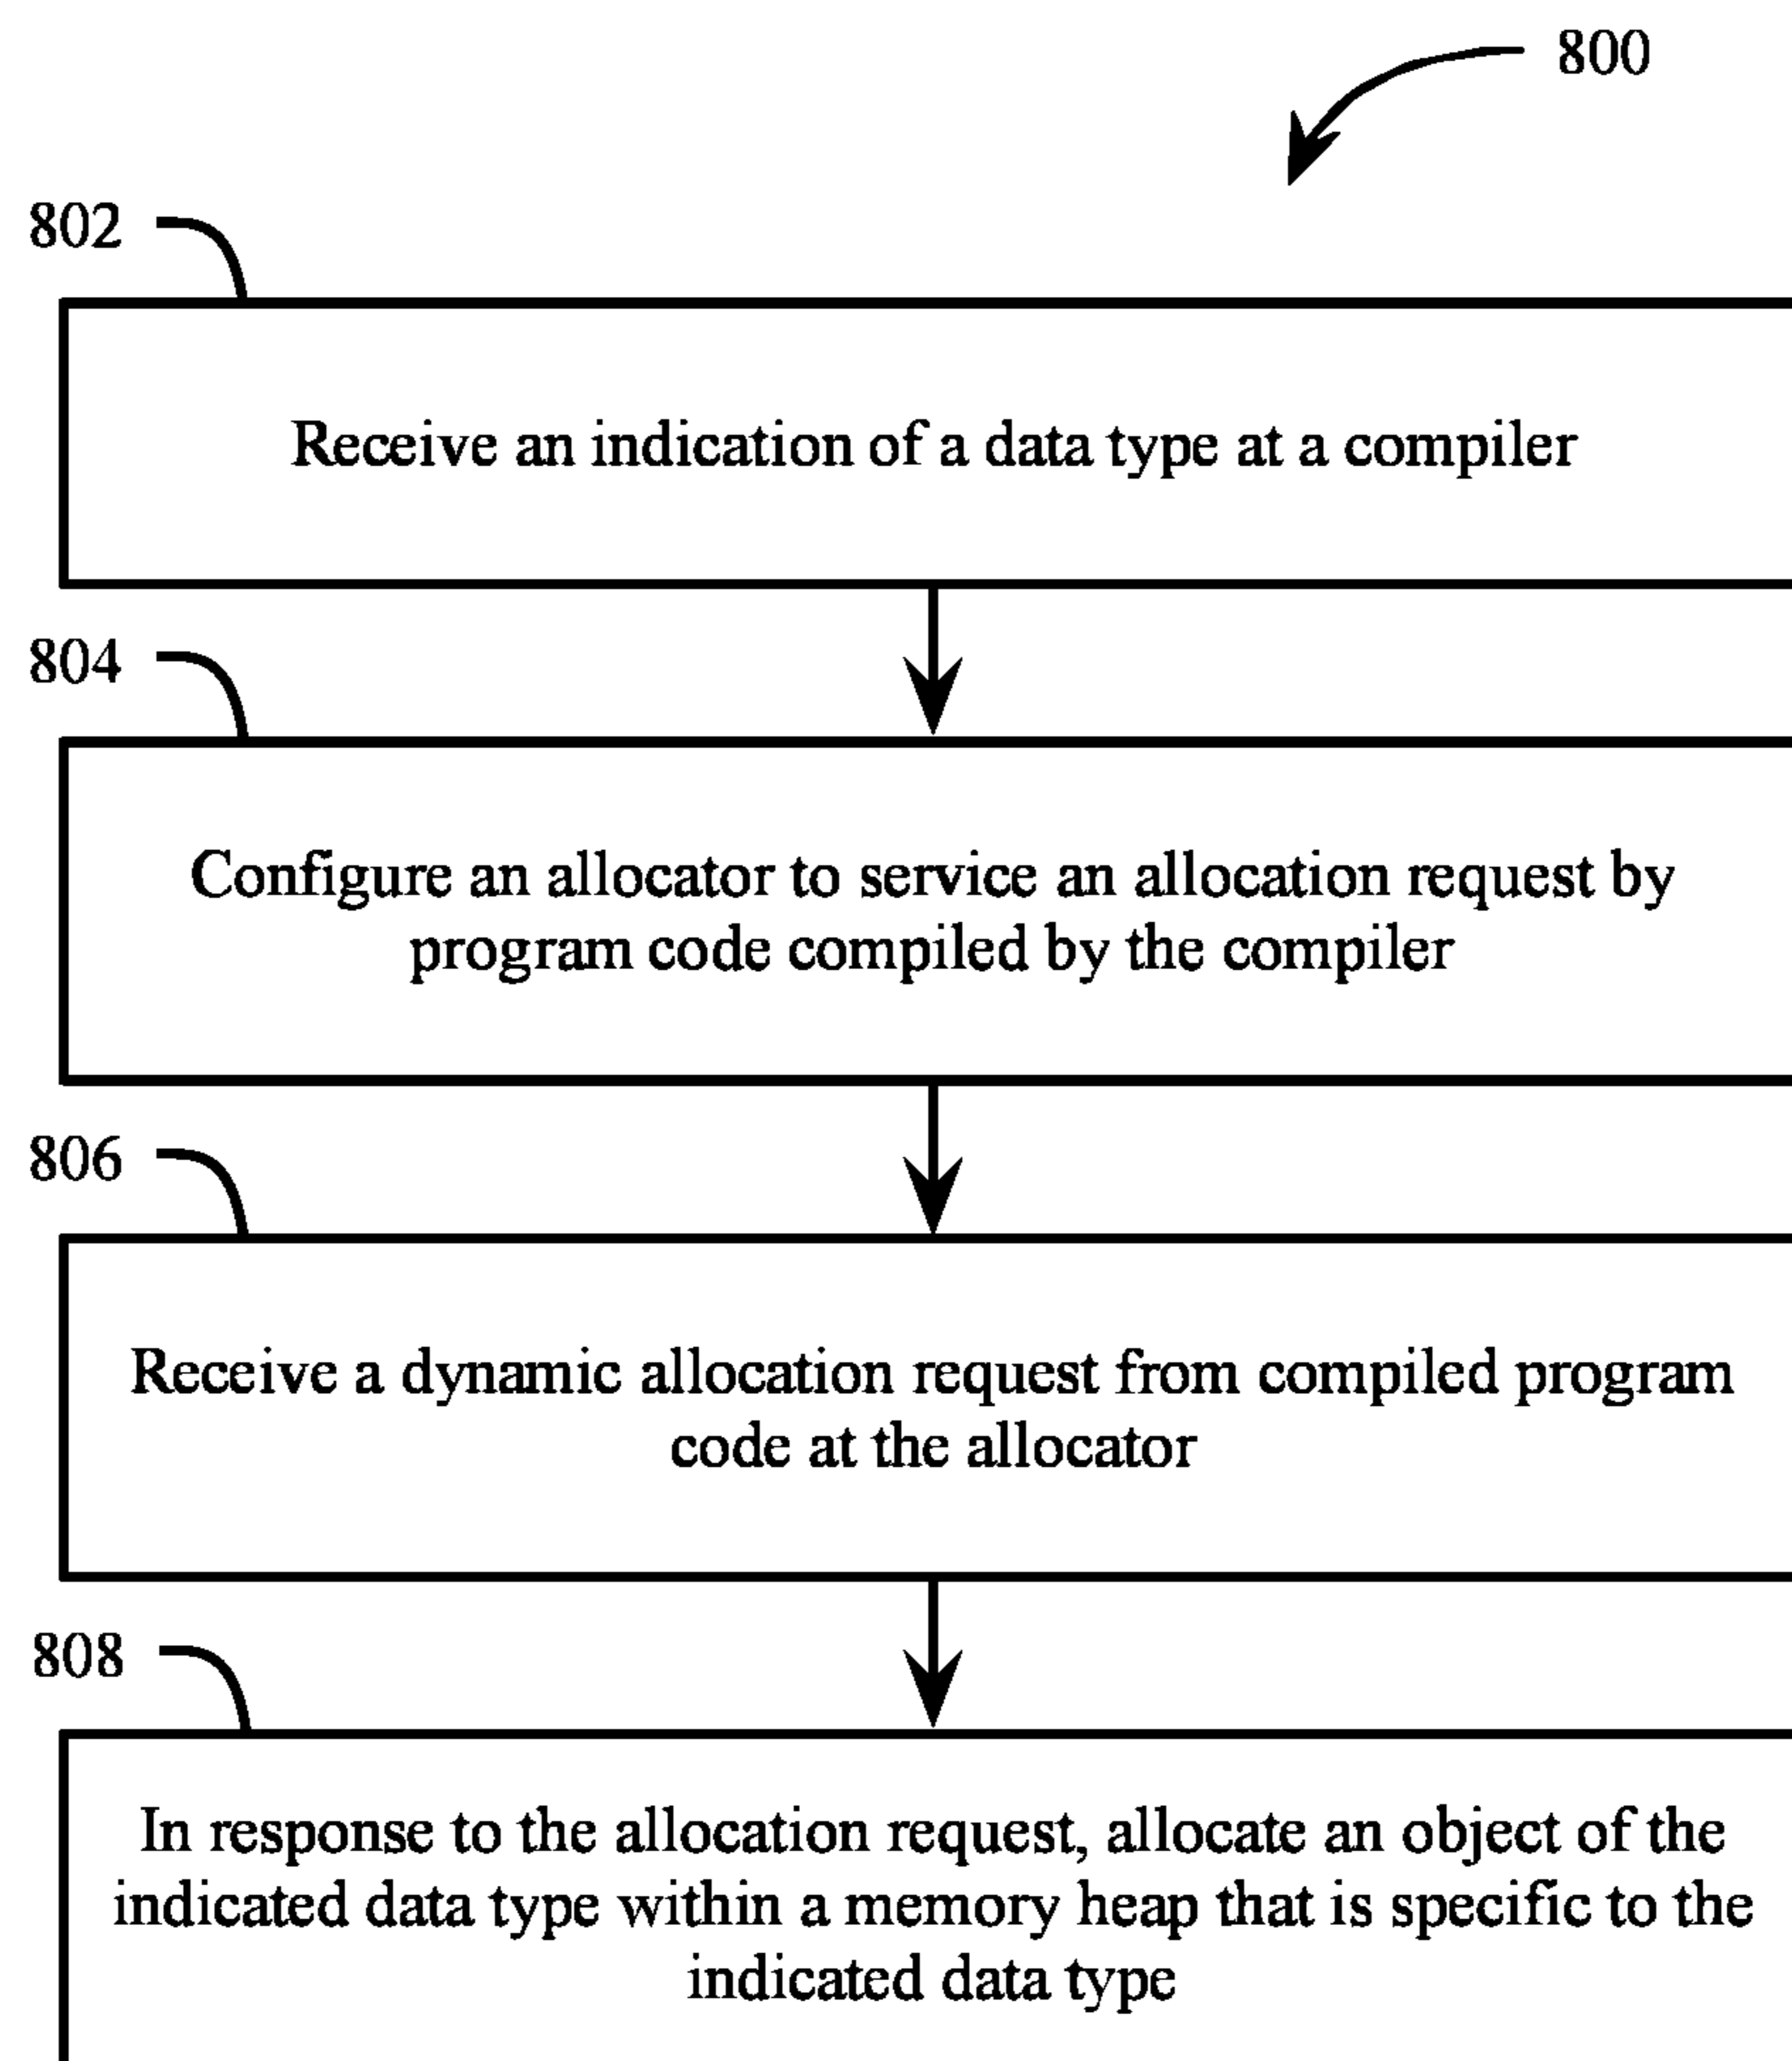 800
802
Receive an indication of a data type at a compiler
804
Configure an allocator to service an allocation request by
program code compiled by the compiler
806
Receive a dynamic allocation request from compiled program
code at the allocator
808
In response to the allocation request, allocate an object of the
indicated data type within a memory heap that is specific to the
indicated data type